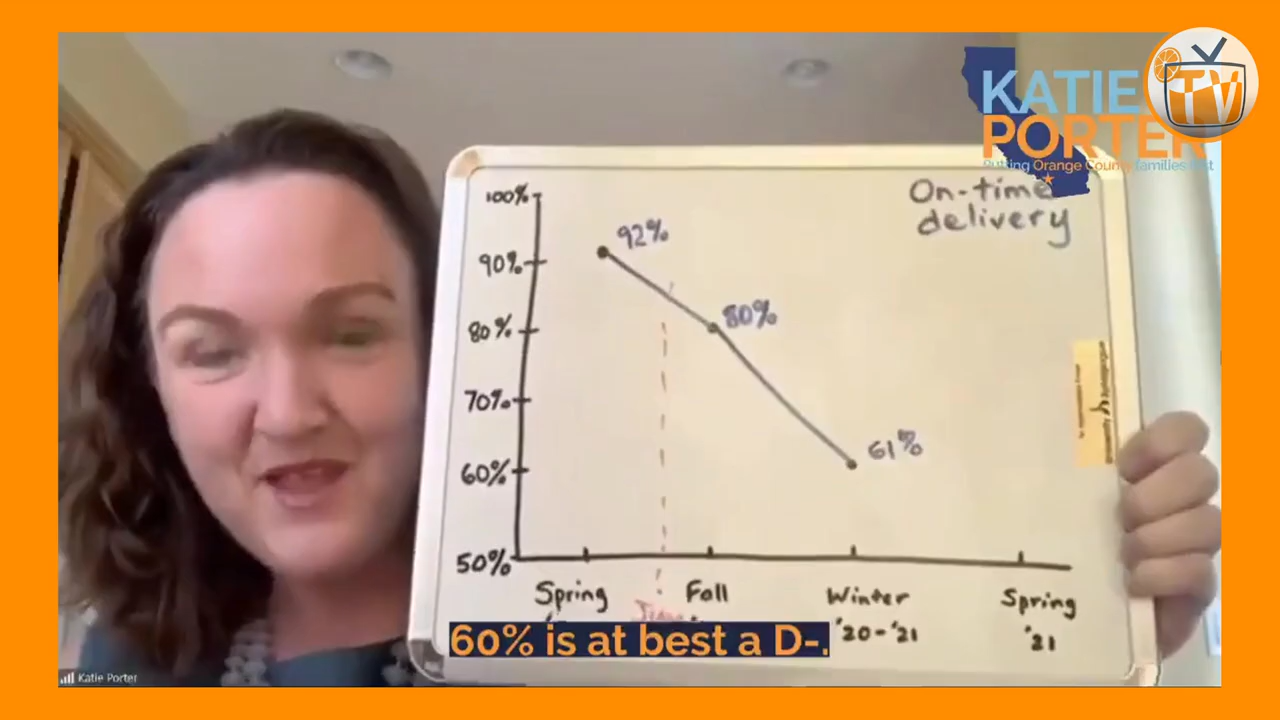 KATIE
PORTER
Putting Orange County families first
TV
On-time
delivery
100%
90%
80%
70%
60%
50%
92%
80%
61%
Spring
Fall
Winter
'20-'21
Spring
'21
60% is at best a D-.
Katie Porter